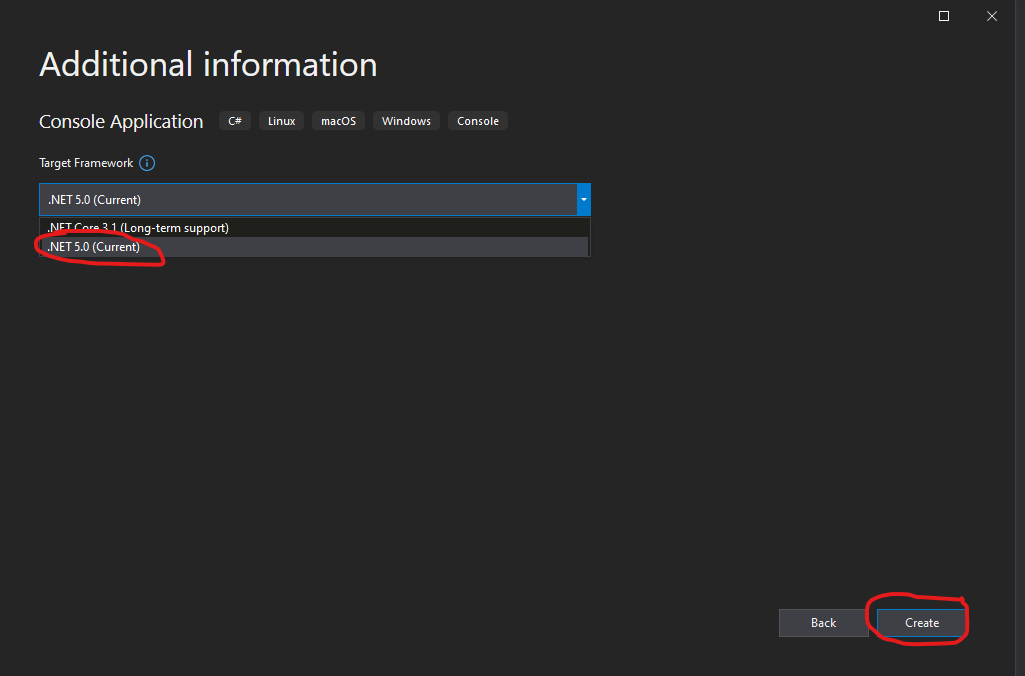 Additional information
Console Application C# Linux macOS Windows Console
Target Framework
.NET 5.0 (Current)
.NET Core 3.1 (Long-term support)
.NET 5.0 (Current)
Back Create